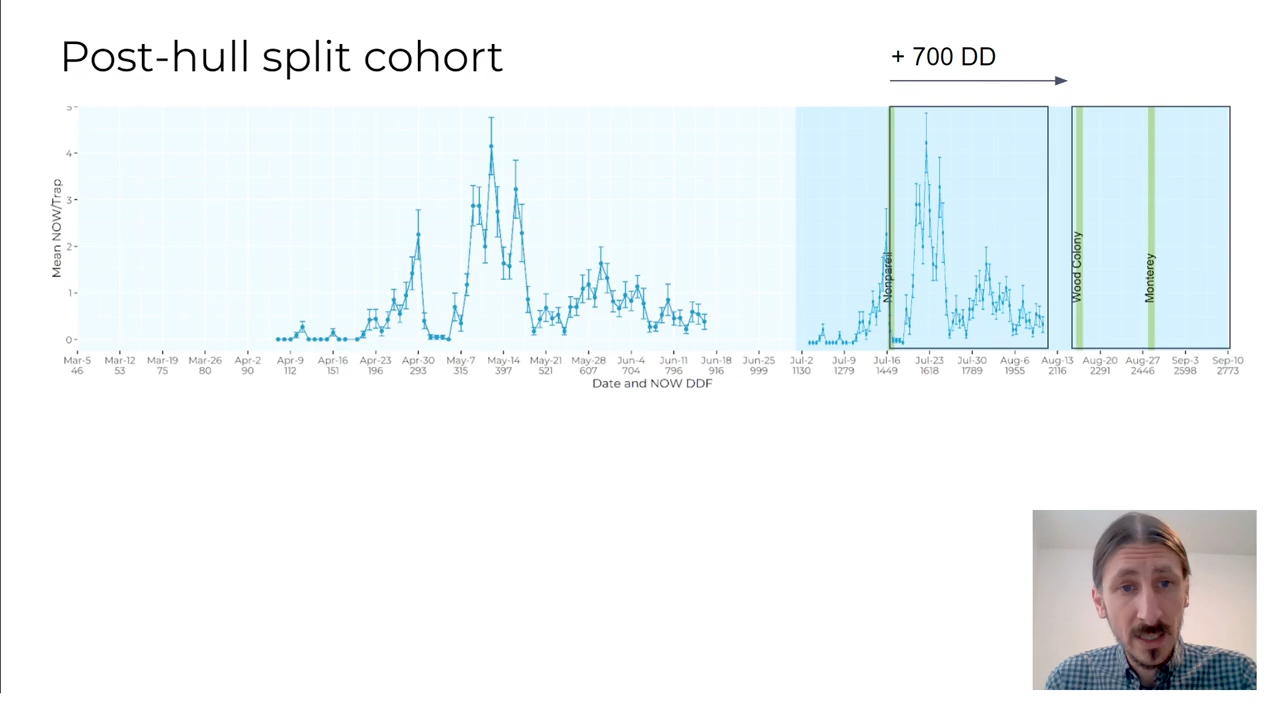 Post-hull split cohort
+ 700 DD
5
4
3
2
1
0
Mean NOW/Trap
Nonpareil
Wood Colony
Monterey
Mar-5 Mar-12 Mar-19 Mar-26 Apr-2 Apr-9 Apr-16 Apr-23 Apr-30 May-7 May-14 May-21 May-28 Jun-4 Jun-11 Jun-18 Jun-25 Jul-2 Jul-9 Jul-16 Jul-23 Jul-30 Aug-6 Aug-13 Aug-20 Aug-27 Sep-3 Sep-10
46 53 75 80 90 112 140 196 293 335 397 521 607 704 796 916 999 1130 1279 1449 1618 1789 1955 2116 2291 2446 2598 2773
Date and NOW DDF